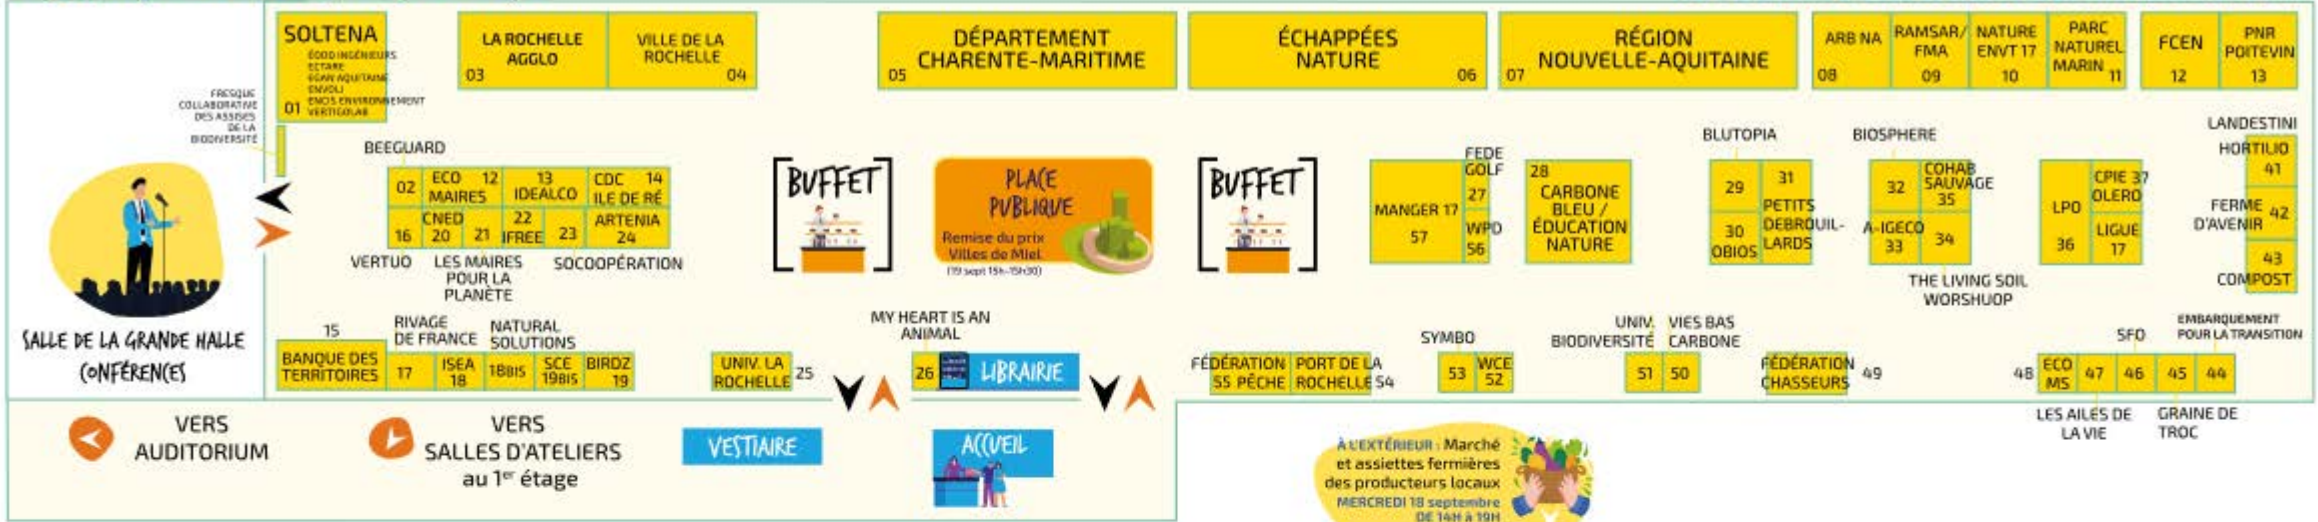 SOLTENA
ÉODD INGÉNIEURS
ECTARE
EGAN AQUITAINE
ENVOLI
ENCIS ENVIRONNEMENT
01 VERTIGOLAB
LA ROCHELLE
AGGLO
03
VILLE DE LA
ROCHELLE
04
DÉPARTEMENT
05 CHARENTE-MARITIME
ÉCHAPPÉES
NATURE
06
RÉGION
07 NOUVELLE-AQUITAINE
ARB NA
08
RAMSAR/
FMA
09
NATURE
ENVT 17
10
PARC
NATUREL
MARIN 11
FCEN
12
PNR
POITEVIN
13
FRESQUE
COLLABORATIVE
DES ASSISES
DE LA
BIODIVERSITÉ
SALLE DE LA GRANDE HALLE
CONFÉRENCES
BEEGUARD
02
ECO 12
MAIRES
13
IDEALCO
CDC 14
ILE DE RÉ
16
CNED
20
21
22
IFREE
23
ARTENIA
24
VERTUO
LES MAIRES
POUR LA
PLANÈTE
SOCOOPÉRATION
BUFFET
PLACE
PUBLIQUE
Remise du prix
Villes de Miel
(19 sept 15h-15h30)
BUFFET
MANGER 17
57
FEDE
GOLF
27
WPD
56
28
CARBONE
BLEU /
ÉDUCATION
NATURE
BLUTOPIA
29
31
30
OBIOS
PETITS
DEBROUIL-
LARDS
BIOSPHERE
32
COHAB
SAUVAGE
35
A-IGECO
33
34
THE LIVING SOIL
WORSHUOP
LPO
36
CPIE 37
OLERO
LIGUE
17
LANDESTINI
HORTILIO
41
FERME
D'AVENIR
42
43
COMPOST
15
BANQUE DES
TERRITOIRES
RIVAGE
DE FRANCE
17
ISEA
18
NATURAL
SOLUTIONS
18BIS
SCE
19BIS
BIRDZ
19
UNIV. LA
ROCHELLE
25
MY HEART IS AN
ANIMAL
26
LIBRAIRIE
FÉDÉRATION
55 PÊCHE
PORT DE LA
ROCHELLE 54
SYMBO
53
WCE
52
UNIV.
BIODIVERSITÉ
VIES BAS
CARBONE
51
50
FÉDÉRATION
CHASSEURS
49
48
ECO
MS
47
46
45
44
SFO
EMBARQUEMENT
POUR LA TRANSITION
LES AILES DE
LA VIE
GRAINE DE
TROC
VERS
AUDITORIUM
VERS
SALLES D'ATELIERS
au 1er étage
VESTIAIRE
ACCUEIL
À L'EXTÉRIEUR : Marché
et assiettes fermières
des producteurs locaux
MERCREDI 18 septembre
DE 14H à 19H